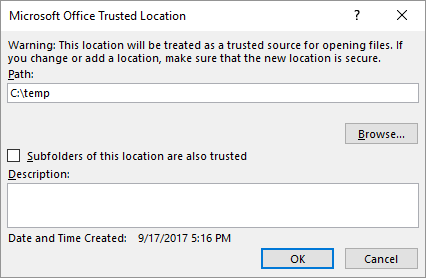 Microsoft Office Trusted Location
Warning: This location will be treated as a trusted source for opening files. If
you change or add a location, make sure that the new location is secure.
Path:
C:\temp
Browse...
Subfolders of this location are also trusted
Description:
Date and Time Created: 9/17/2017 5:16 PM
OK Cancel